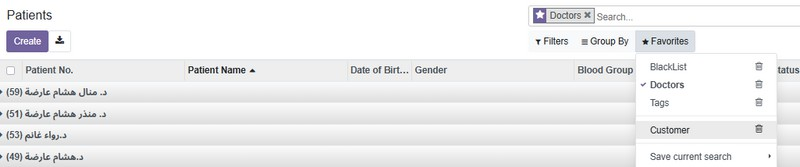 Patients
Doctors Search...
Create
Filters Group By Favorites
Patient No. Patient Name Date of Birt... Gender Blood Group tatus
BlackList
Doctors
Tags
Customer
Save current search
د. منال هشام عارضة (59)
د. منذر هشام عارضة (51)
د.رواء غانم (53)
د.هشام عارضة (49)